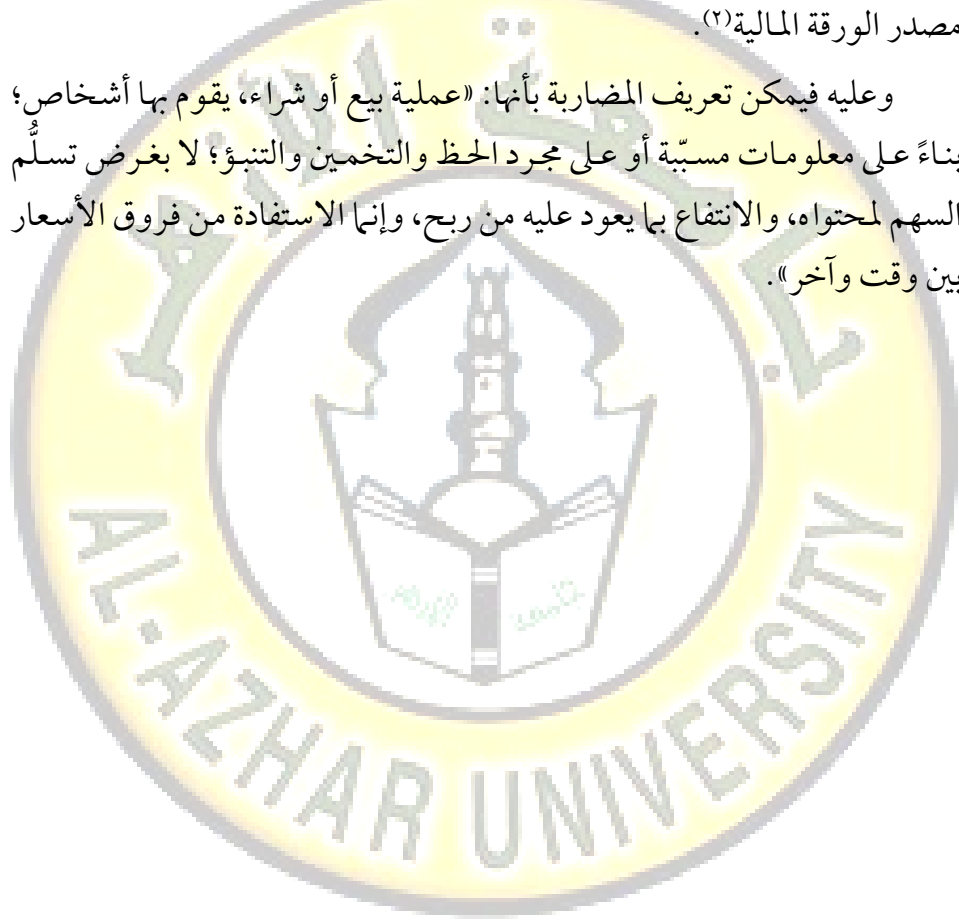 مصدر الورقة المالية(٢).
وعليه فيمكن تعريف المضاربة بأنها: «عملية بيع أو شراء، يقوم بها أشخاص؛
بناءً على معلومات مسبّبة أو على مجرد الحظ والتخمين والتنبؤ؛ لا بغرض تسلُّم
السهم لمحتواه، والانتفاع بما يعود عليه من ربح، وإنما الاستفادة من فروق الأسعار
بين وقت وآخر».
جامعة الأزهر
AL-AZHAR UNIVERSITY